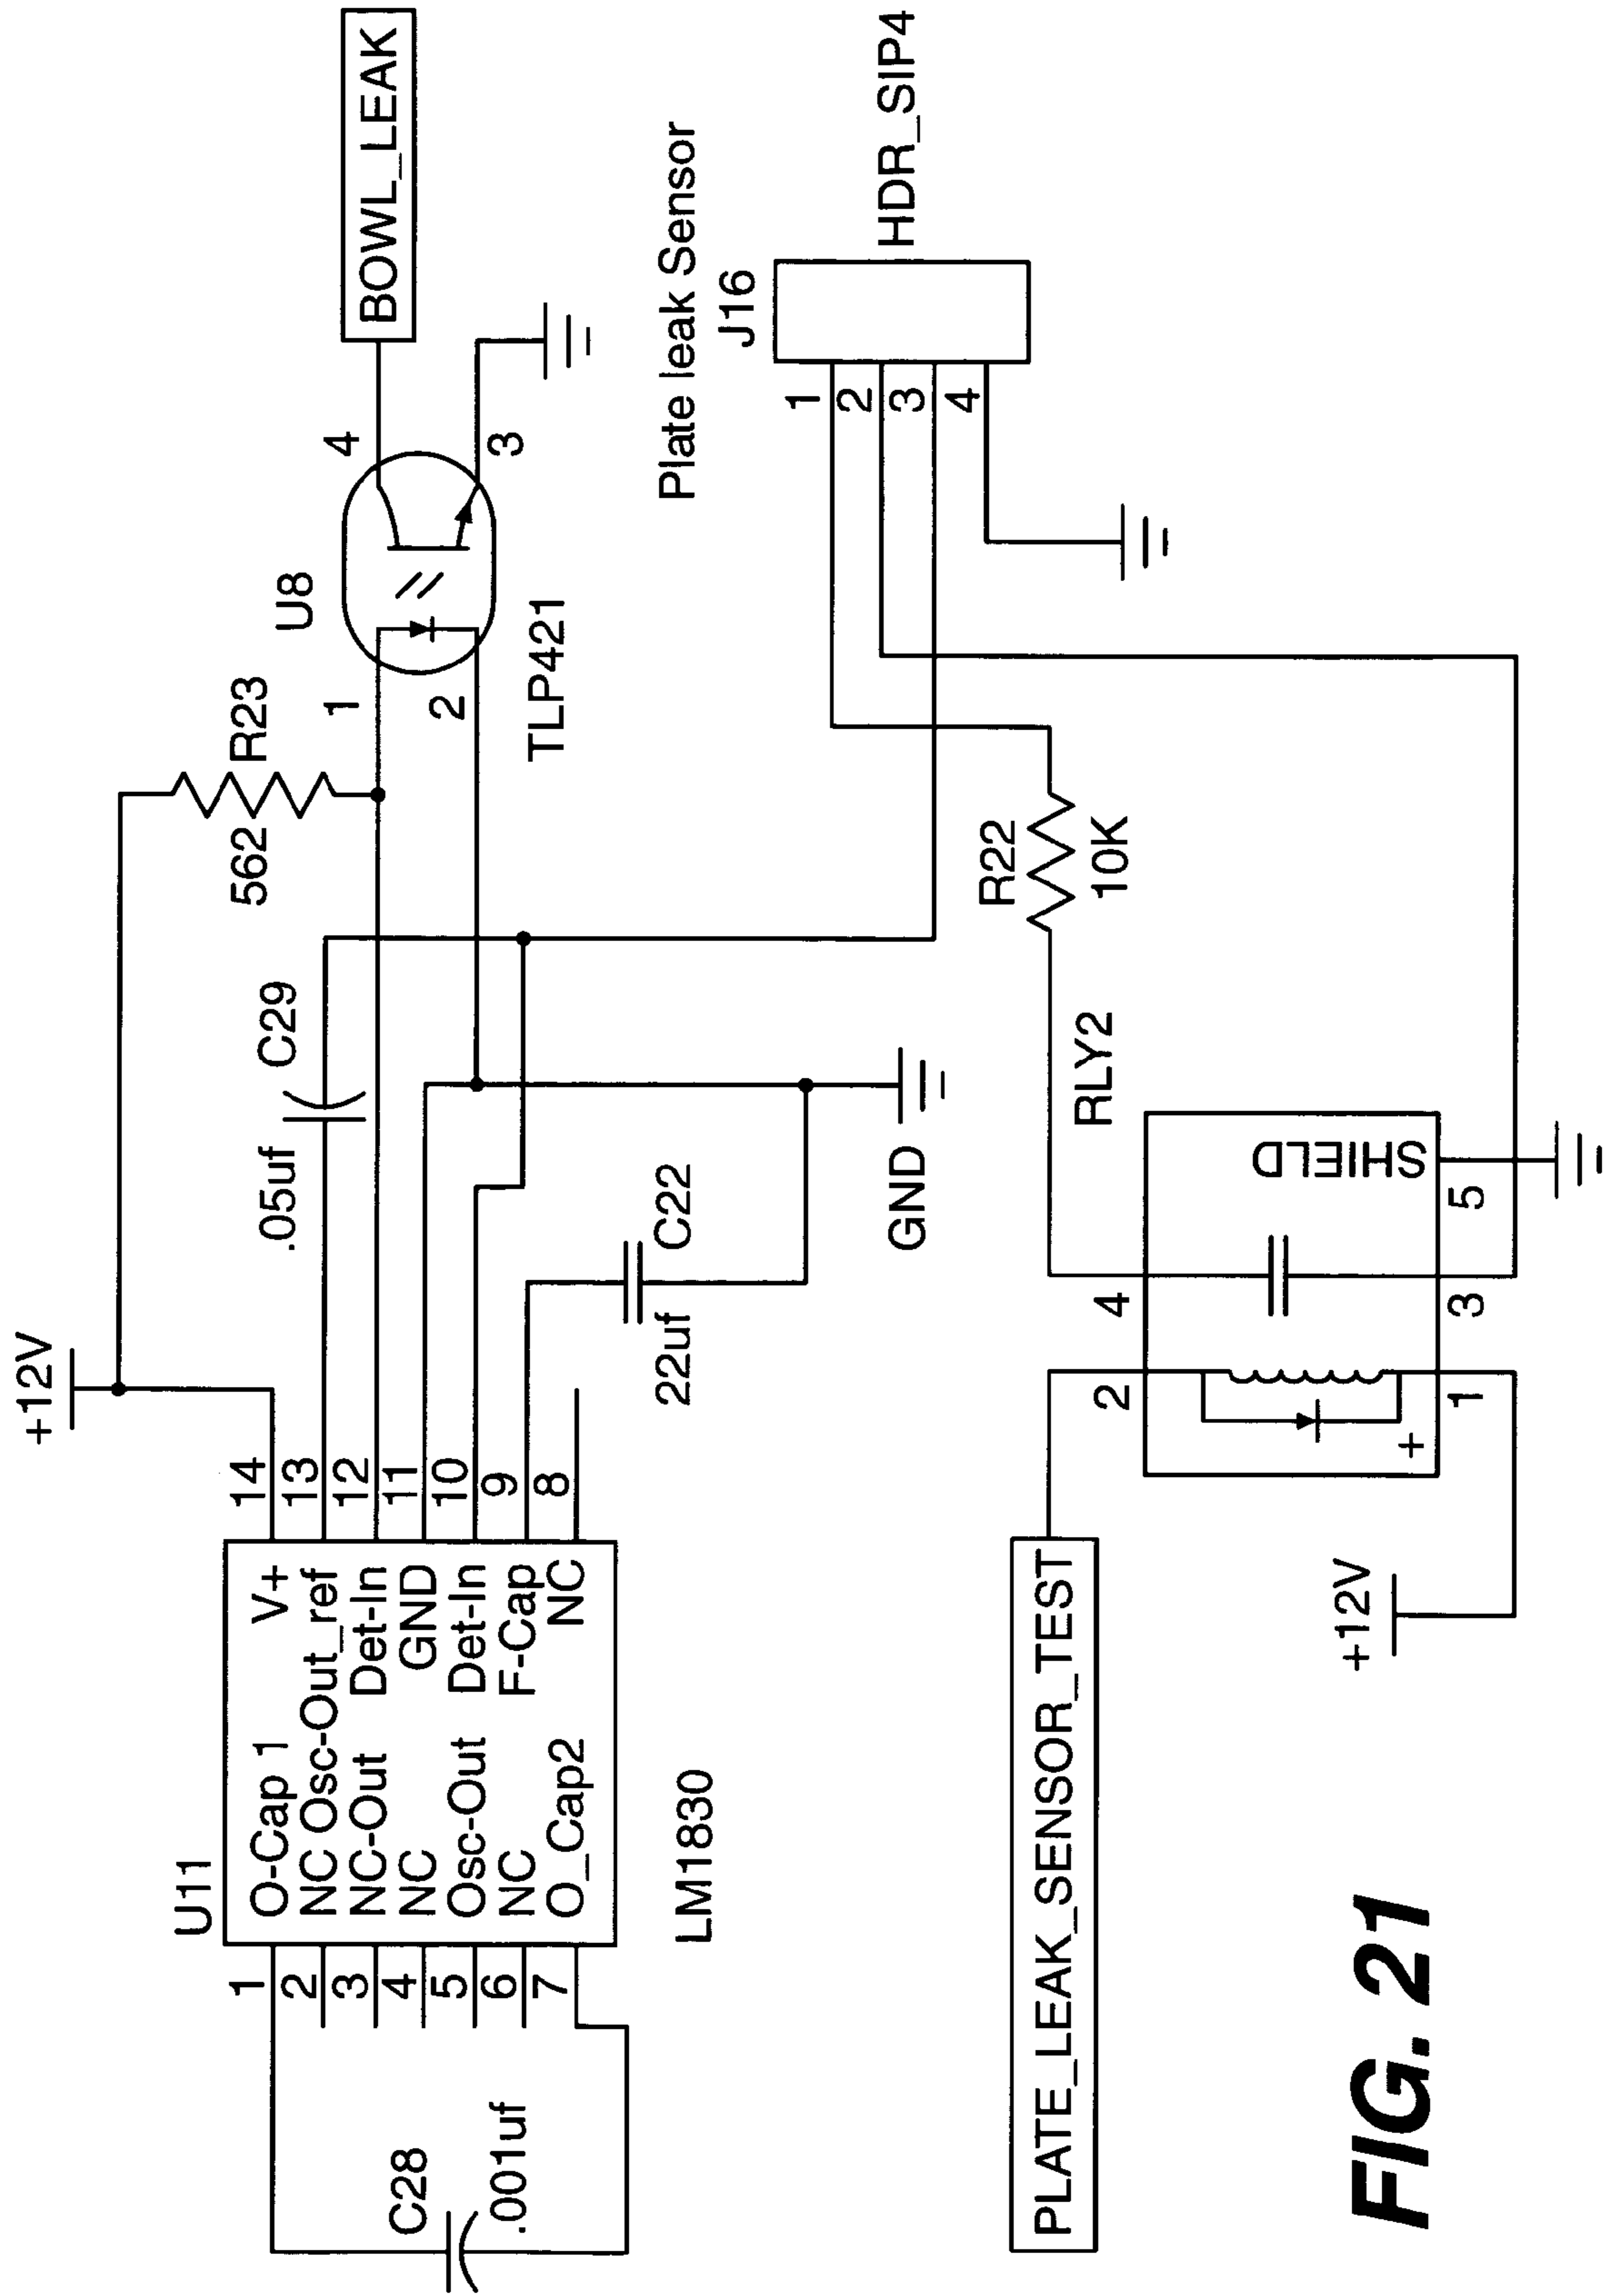 +12V
BOWL_LEAK
U8
1
4
2
3
TLP421
R23
562
C29
.05uf
U11
O-Cap 1 V+
NC Osc-Out_ref
NC-Out Det-In
NC GND
Osc-Out Det-In
NC F-Cap
O_Cap2 NC
1
2
3
4
5
6
7
14
13
12
11
10
9
8
LM1830
C28
.001uf
22uf
C22
GND
Plate leak Sensor
J16
1
2
3
4
HDR_SIP4
R22
10K
RLY2
PLATE_LEAK_SENSOR_TEST
2
4
SHIELD
+
1
3
5
+12V
FIG. 21